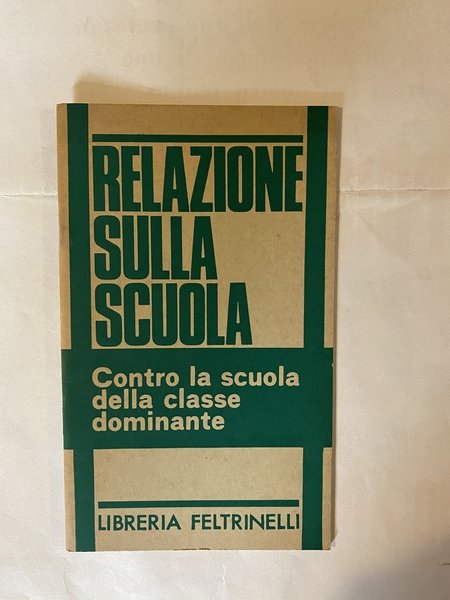 RELAZIONE
SULLA
SCUOLA
Contro la scuola
della classe
dominante
LIBRERIA FELTRINELLI